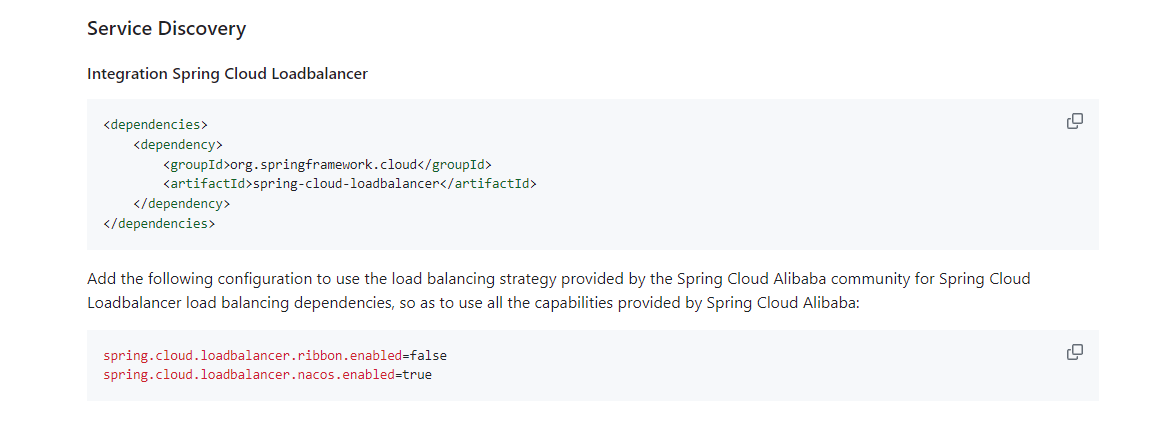 Service Discovery
Integration Spring Cloud Loadbalancer
<dependencies>
    <dependency>
        <groupId>org.springframework.cloud</groupId>
        <artifactId>spring-cloud-loadbalancer</artifactId>
    </dependency>
</dependencies>
Add the following configuration to use the load balancing strategy provided by the Spring Cloud Alibaba community for Spring Cloud
Loadbalancer load balancing dependencies, so as to use all the capabilities provided by Spring Cloud Alibaba:
spring.cloud.loadbalancer.ribbon.enabled=false
spring.cloud.loadbalancer.nacos.enabled=true